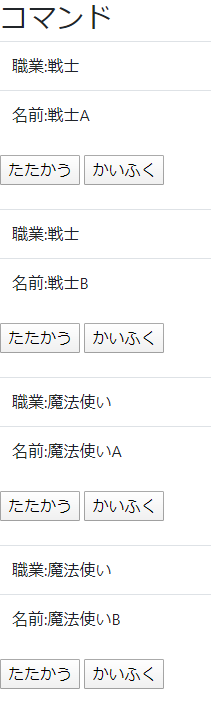 コマンド
職業:戦士
名前:戦士A
たたかう かいふく
職業:戦士
名前:戦士B
たたかう かいふく
職業:魔法使い
名前:魔法使いA
たたかう かいふく
職業:魔法使い
名前:魔法使いB
たたかう かいふく